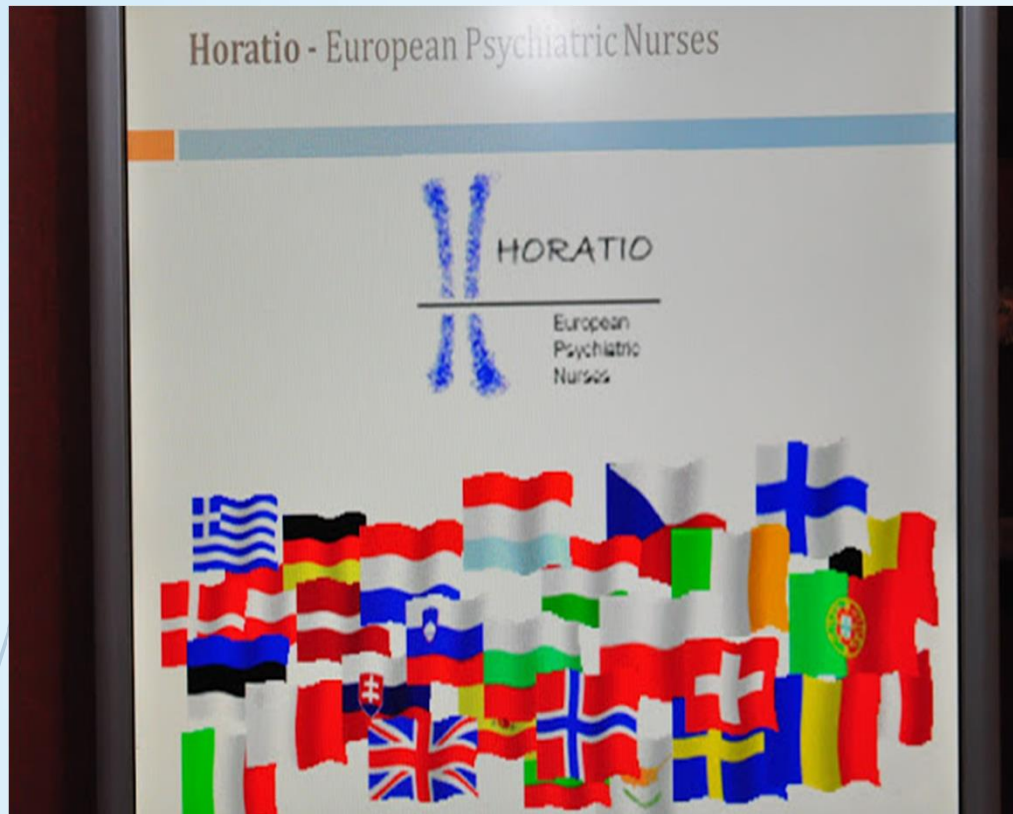 Horatio - European Psychiatric Nurses
HORATIO
European
Psychiatric
Nurses